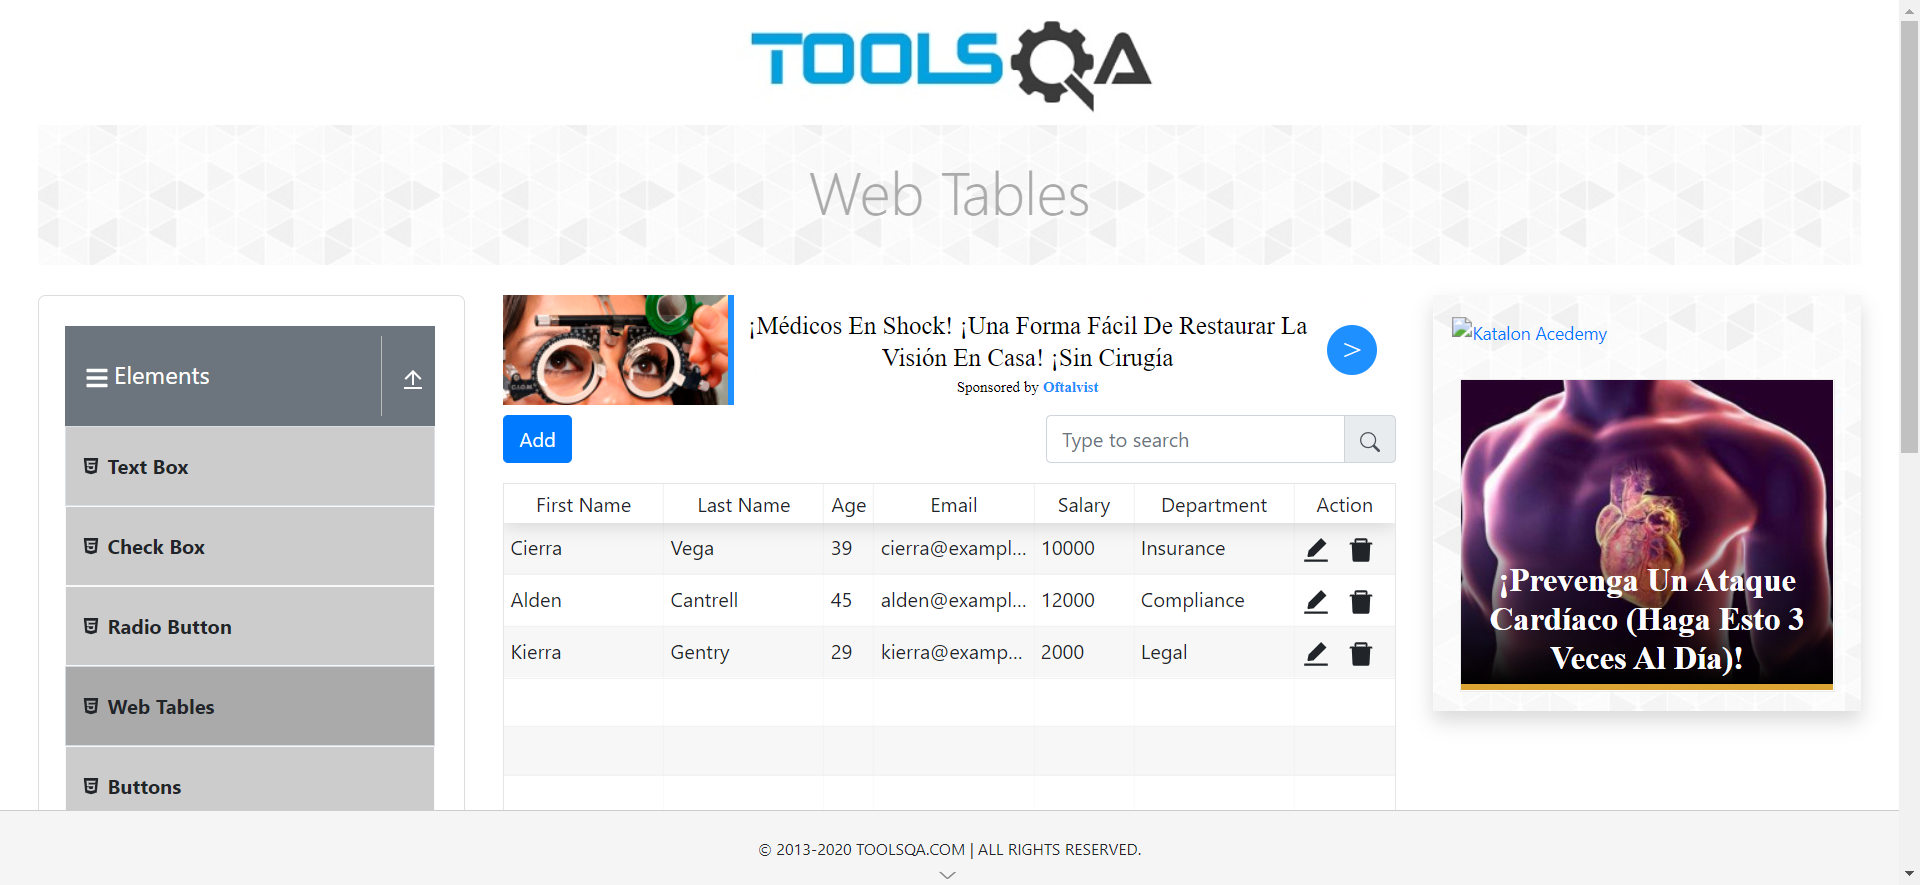 TOOLSQA
Web Tables
Elements
Text Box
Check Box
Radio Button
Web Tables
Buttons
¡Médicos En Shock! ¡Una Forma Fácil De Restaurar La
Visión En Casa! ¡Sin Cirugía
Sponsored by Oftalvist
>
Add
Type to search
First Name Last Name Age Email Salary Department Action
Cierra Vega 39 cierra@exampl... 10000 Insurance
Alden Cantrell 45 alden@exampl... 12000 Compliance
Kierra Gentry 29 kierra@examp... 2000 Legal
Katalon Acedemy
¡Prevenga Un Ataque
Cardíaco (Haga Esto 3
Veces Al Día)!
© 2013-2020 TOOLSQA.COM | ALL RIGHTS RESERVED.